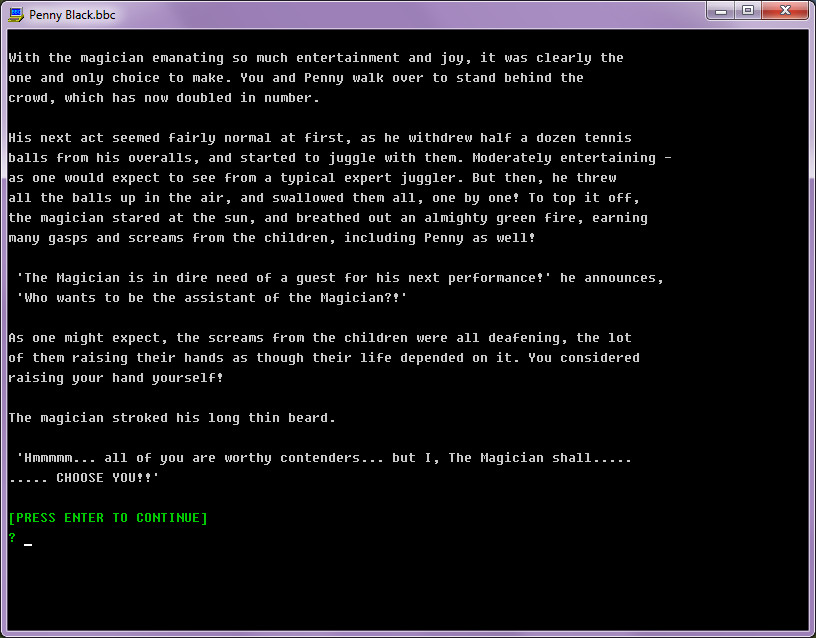 Penny Black.bbc
With the magician emanating so much entertainment and joy, it was clearly the
one and only choice to make. You and Penny walk over to stand behind the
crowd, which has now doubled in number.
His next act seemed fairly normal at first, as he withdrew half a dozen tennis
balls from his overalls, and started to juggle with them. Moderately entertaining -
as one would expect to see from a typical expert juggler. But then, he threw
all the balls up in the air, and swallowed them all, one by one! To top it off,
the magician stared at the sun, and breathed out an almighty green fire, earning
many gasps and screams from the children, including Penny as well!
'The Magician is in dire need of a guest for his next performance!' he announces,
'Who wants to be the assistant of the Magician?!'
As one might expect, the screams from the children were all deafening, the lot
of them raising their hands as though their life depended on it. You considered
raising your hand yourself!
The magician stroked his long thin beard.
'Hmmmmm... all of you are worthy contenders... but I, The Magician shall.....
..... CHOOSE YOU!!'
[PRESS ENTER TO CONTINUE]
? _